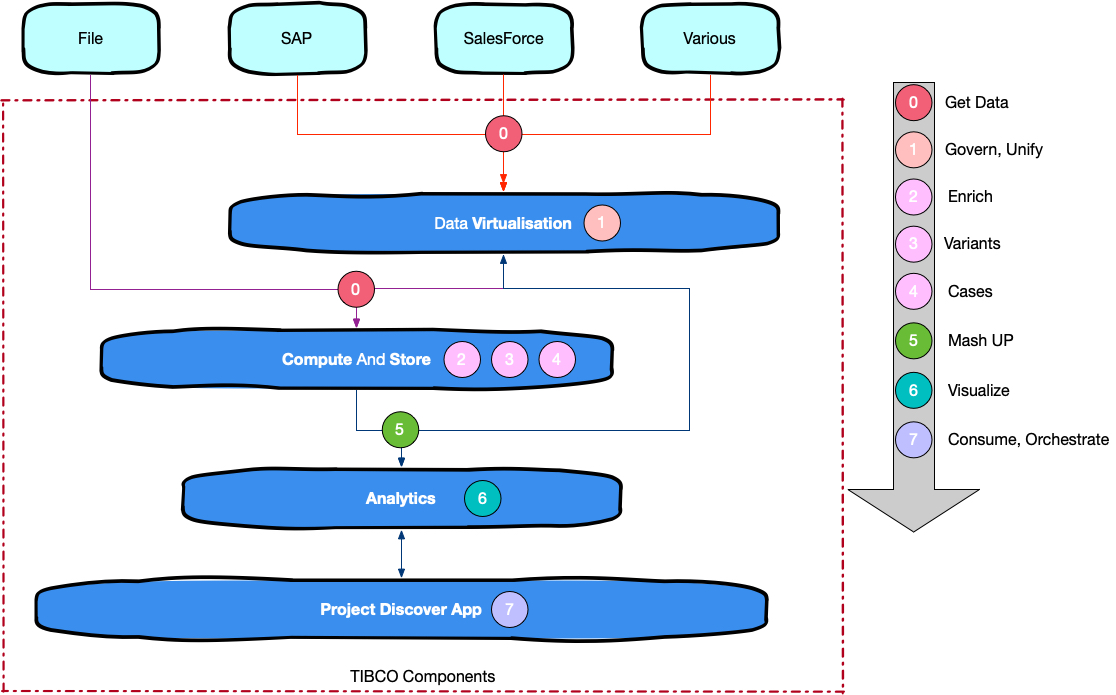 File
SAP
SalesForce
Various
0
Data Virtualisation 1
0
Compute And Store 2 3 4
5
Analytics 6
Project Discover App 7
TIBCO Components
0 Get Data
1 Govern, Unify
2 Enrich
3 Variants
4 Cases
5 Mash UP
6 Visualize
7 Consume, Orchestrate